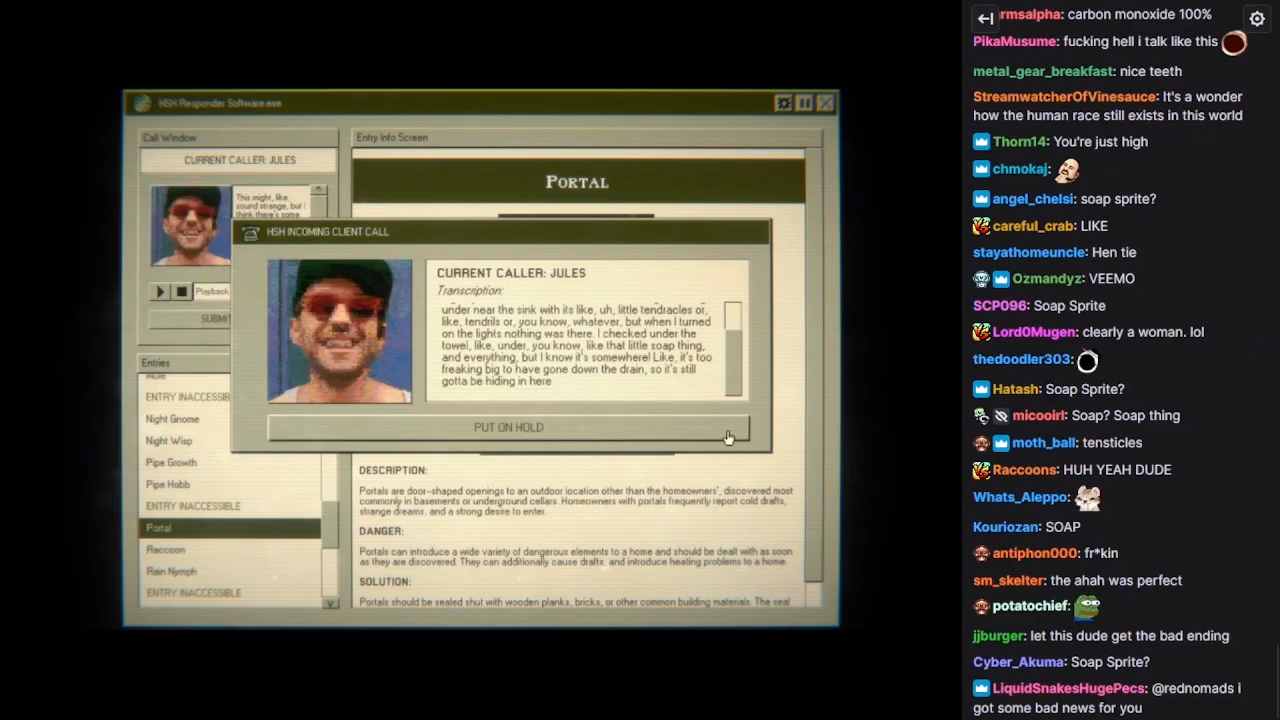 HSH Responder Software.exe
Call Window
CURRENT CALLER: JULES
This might, like,
sound strange, but I
think there's some
Playback
SUBMIT
Entries
ENTRY INACCESSIB
Night Gnome
Night Wisp
Pipe Growth
Pipe Hobb
ENTRY INACCESSIBLE
Portal
Raccoon
Rain Nymph
ENTRY INACCESSIBLE
Entry Info Screen
PORTAL
HSH INCOMING CLIENT CALL
CURRENT CALLER: JULES
Transcription:
under near the sink with its like, uh, little tendracles or,
like, tendrils or, you know, whatever, but when I turned
on the lights nothing was there. I checked under the
towel, like, under, you know, like that little soap thing,
and everything, but I know it's somewhere! Like, it's too
freaking big to have gone down the drain, so it's still
gotta be hiding in here
PUT ON HOLD
DESCRIPTION:
Portals are door-shaped openings to an outdoor location other than the homeowners', discovered most
commonly in basements or underground cellars. Homeowners with portals frequently report cold drafts,
strange dreams, and a strong desire to enter.
DANGER:
Portals can introduce a wide variety of dangerous elements to a home and should be dealt with as soon
as they are discovered. They can additionally cause drafts, and introduce heating problems to a home.
SOLUTION:
Portals should be sealed shut with wooden planks, bricks, or other common building materials. The seal
rmsalpha: carbon monoxide 100%
PikaMusume: fucking hell i talk like this
metal_gear_breakfast: nice teeth
StreamwatcherOfVinesauce: It's a wonder
how the human race still exists in this world
Thorn14: You're just high
chmokaj:
angel_chelsi: soap sprite?
careful_crab: LIKE
stayathomeuncle: Hen tie
Ozmandyz: VEEMO
SCP096: Soap Sprite
Lord0Mugen: clearly a woman. lol
thedoodler303:
Hatash: Soap Sprite?
micooirl: Soap? Soap thing
moth_ball: tensticles
Raccoons: HUH YEAH DUDE
Whats_Aleppo:
Kouriozan: SOAP
antiphon000: fr*kin
sm_skelter: the ahah was perfect
potatochief:
jjburger: let this dude get the bad ending
Cyber_Akuma: Soap Sprite?
LiquidSnakesHugePecs: @rednomads i
got some bad news for you